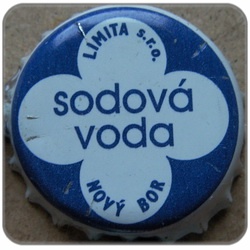 LIMITA s.r.o.
sodová
voda
NOVÝ BOR